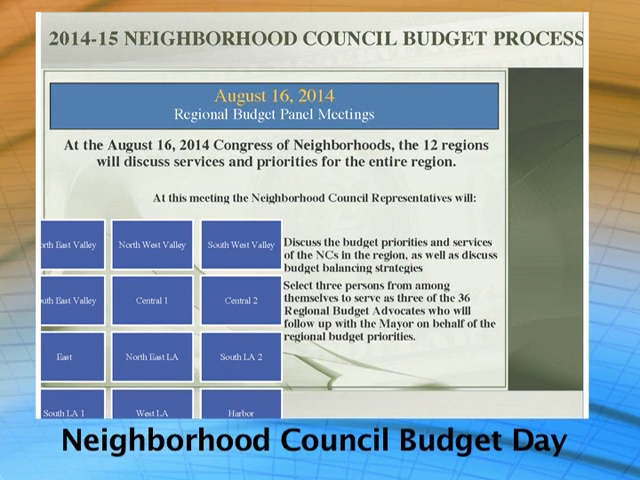 2014-15 NEIGHBORHOOD COUNCIL BUDGET PROCESS
August 16, 2014
Regional Budget Panel Meetings
At the August 16, 2014 Congress of Neighborhoods, the 12 regions
will discuss services and priorities for the entire region.
At this meeting the Neighborhood Council Representatives will:
rth East Valley
North West Valley
South West Valley
Discuss the budget priorities and services
of the NCs in the region, as well as discuss
budget balancing strategies
uth East Valley
Central 1
Central 2
Select three persons from among
themselves to serve as three of the 36
Regional Budget Advocates who will
follow up with the Mayor on behalf of the
regional budget priorities.
East
North East LA
South LA 2
South LA 1
West LA
Harbor
Neighborhood Council Budget Day